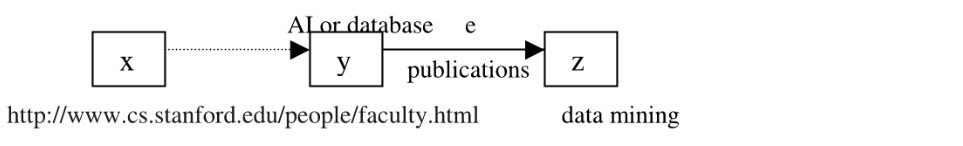 AI or database e
x y z
publications
http://www.cs.stanford.edu/people/faculty.html data mining